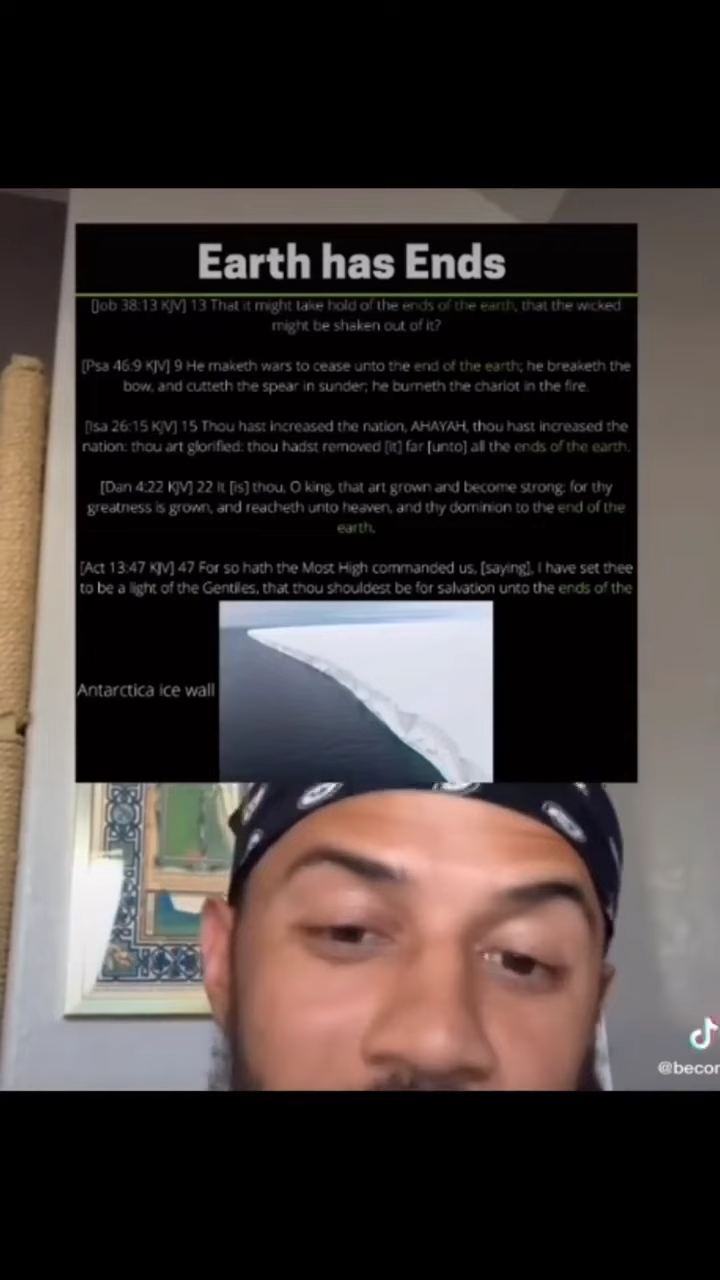 Earth has Ends
[Job 38:13 KJV] 13 That it might take hold of the ends of the earth, that the wicked
might be shaken out of it?
[Psa 46:9 KJV] 9 He maketh wars to cease unto the end of the earth; he breaketh the
bow, and cutteth the spear in sunder; he burneth the chariot in the fire.
[Isa 26:15 KJV] 15 Thou hast increased the nation, AHAYAH, thou hast increased the
nation: thou art glorified: thou hadst removed [it] far [unto] all the ends of the earth.
[Dan 4:22 KJV] 22 It [is] thou, O king, that art grown and become strong: for thy
greatness is grown, and reacheth unto heaven, and thy dominion to the end of the
earth.
[Act 13:47 KJV] 47 For so hath the Most High commanded us, [saying], I have set thee
to be a light of the Gentiles, that thou shouldest be for salvation unto the ends of the
Antarctica ice wall
@becor